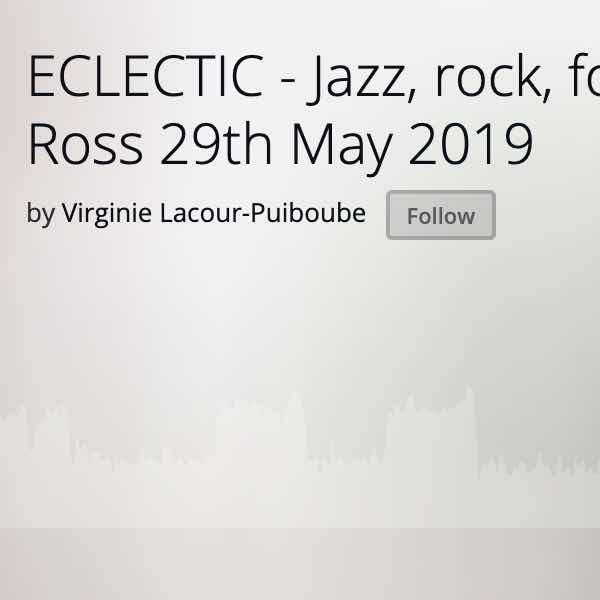 ECLECTIC - Jazz, rock,
Ross 29th May 2019
by Virginie Lacour-Puiboube
Follow